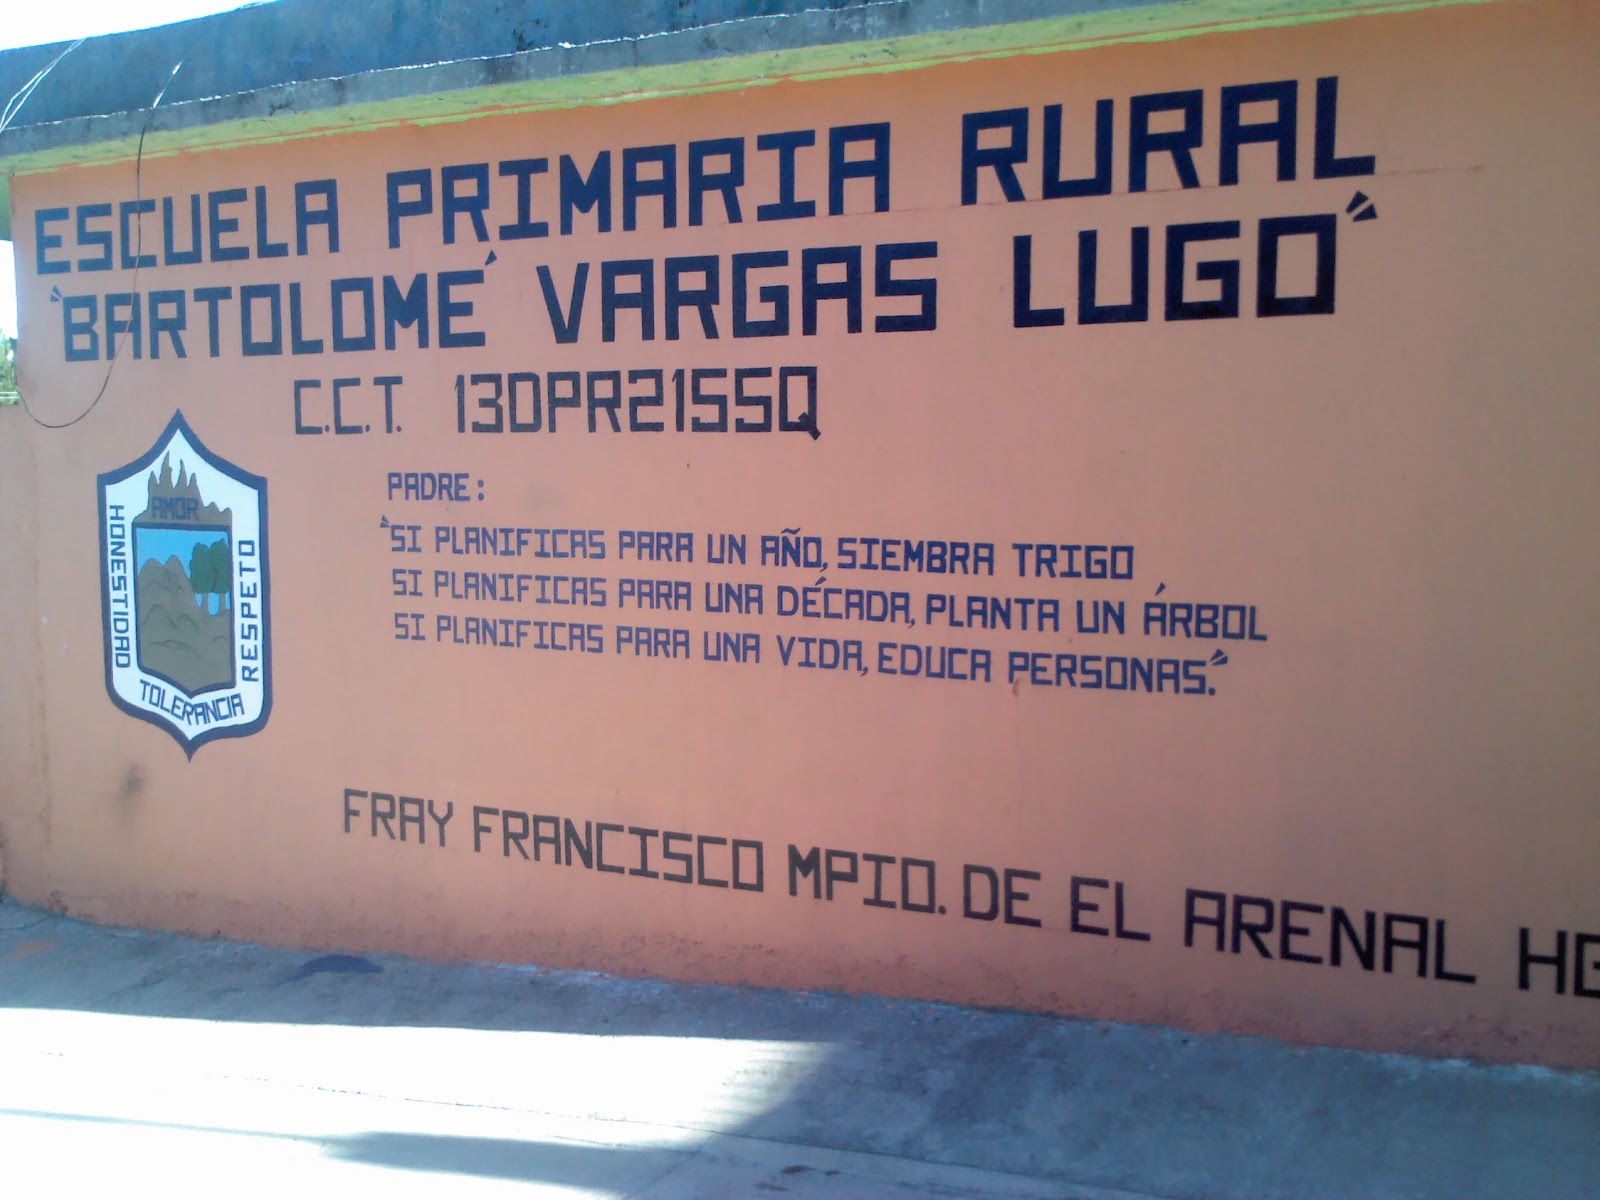 ESCUELA PRIMARIA RURAL
"BARTOLOMÉ VARGAS LUGO"
C.C.T. 13DPR2155Q
AMOR
HONESTIDAD
RESPETO
TOLERANCIA
PADRE:
"SI PLANIFICAS PARA UN AÑO, SIEMBRA TRIGO
SI PLANIFICAS PARA UNA DÉCADA, PLANTA UN ÁRBOL
SI PLANIFICAS PARA UNA VIDA, EDUCA PERSONAS."
FRAY FRANCISCO MPIO. DE EL ARENAL HG